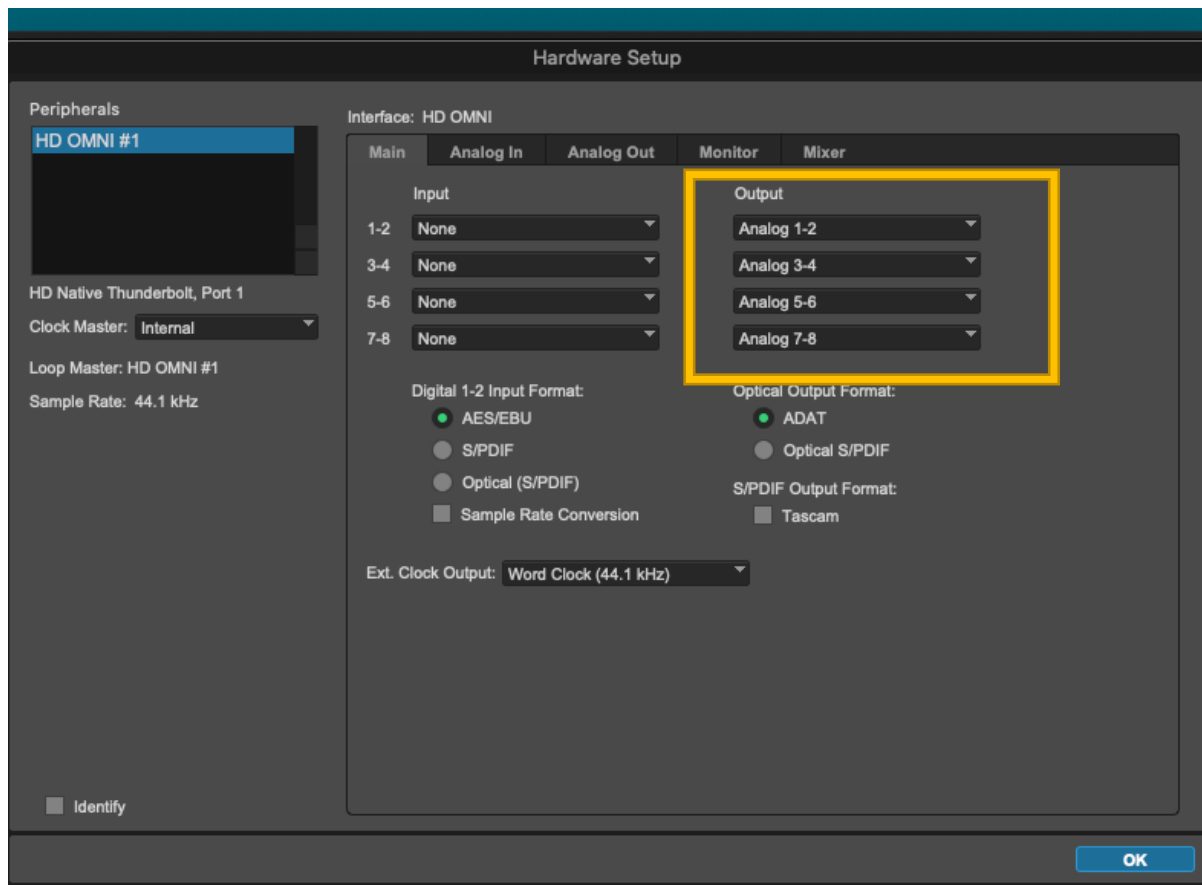 Hardware Setup
Peripherals
HD OMNI #1
HD Native Thunderbolt, Port 1
Clock Master: Internal
Loop Master: HD OMNI #1
Sample Rate: 44.1 kHz
Identify
Interface: HD OMNI
Main Analog In Analog Out Monitor Mixer
Input Output
1-2 None Analog 1-2
3-4 None Analog 3-4
5-6 None Analog 5-6
7-8 None Analog 7-8
Digital 1-2 Input Format: Optical Output Format:
AES/EBU ADAT
S/PDIF Optical S/PDIF
Optical (S/PDIF) S/PDIF Output Format:
Sample Rate Conversion Tascam
Ext. Clock Output: Word Clock (44.1 kHz)
OK